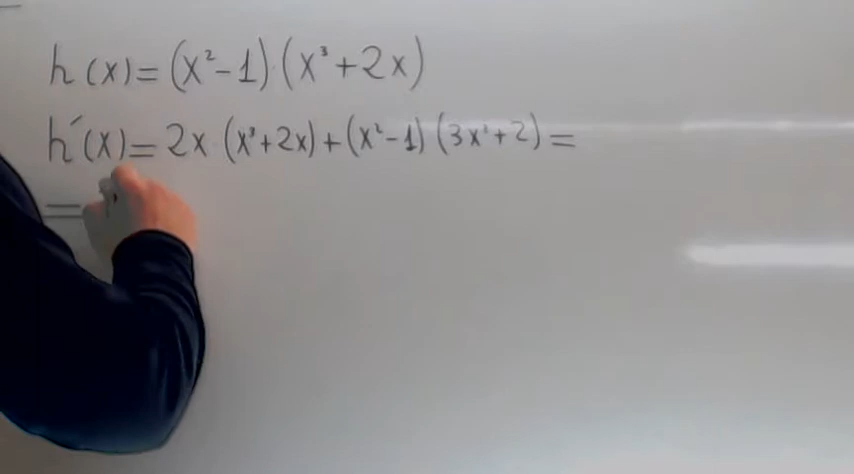 h(x)=(x²-1)(x³+2x)
h´(x)=2x(x³+2x)+(x²-1)(3x²+2)=
=